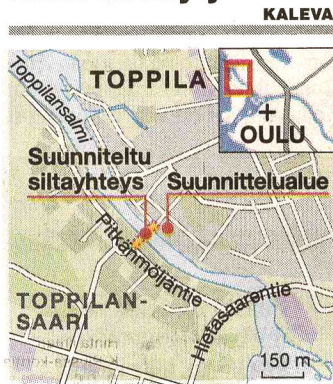 KALEVA
TOPPILA
Toppilansalmi
+
OULU
Suunniteltu
siltayhteys
Suunnittelualue
Pitkänmöljäntie
TOPPILAN-
SAARI
Hietasaarentie
150 m